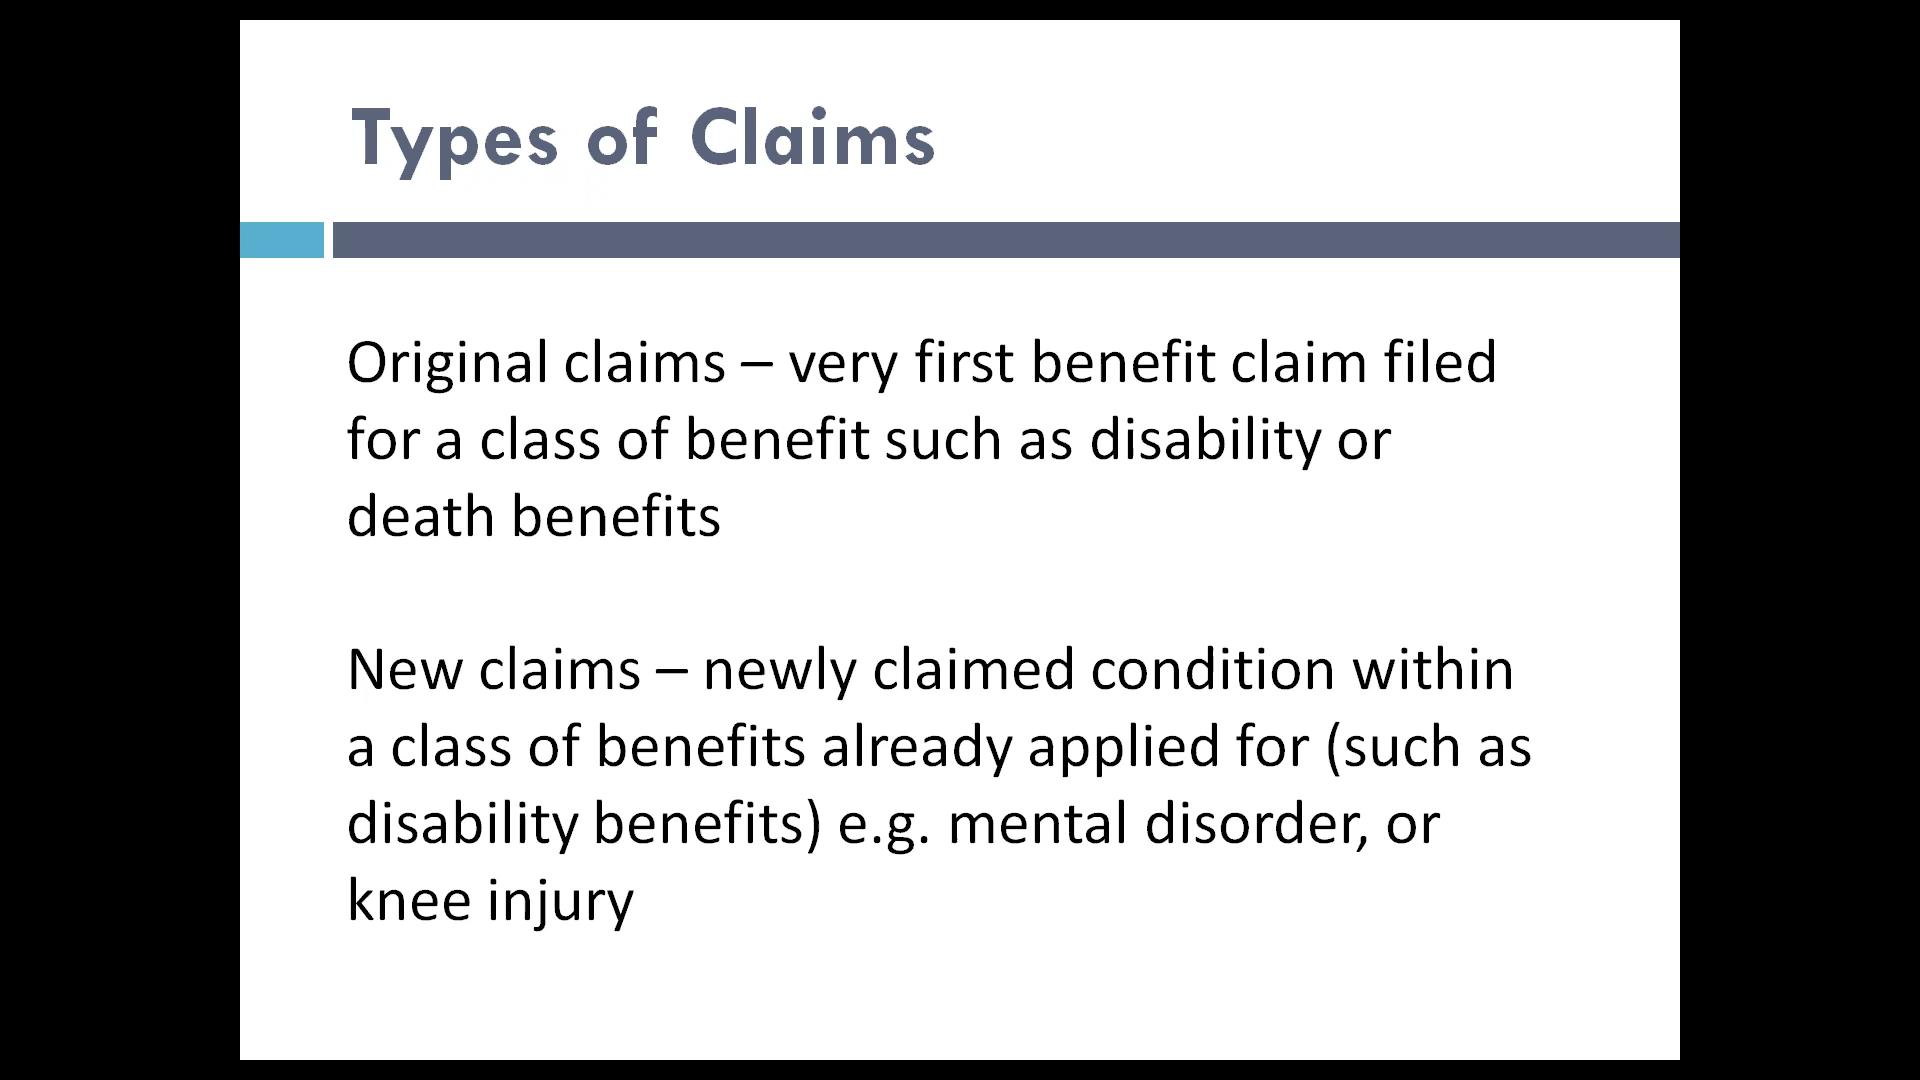 Types of Claims
Original claims – very first benefit claim filed
for a class of benefit such as disability or
death benefits
New claims – newly claimed condition within
a class of benefits already applied for (such as
disability benefits) e.g. mental disorder, or
knee injury